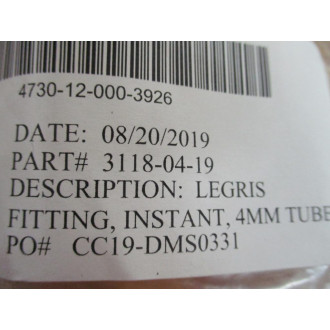 4730-12-000-3926
DATE: 08/20/2019
PART# 3118-04-19
DESCRIPTION: LEGRIS
FITTING, INSTANT, 4MM TUBE
PO# CC19-DMS0331